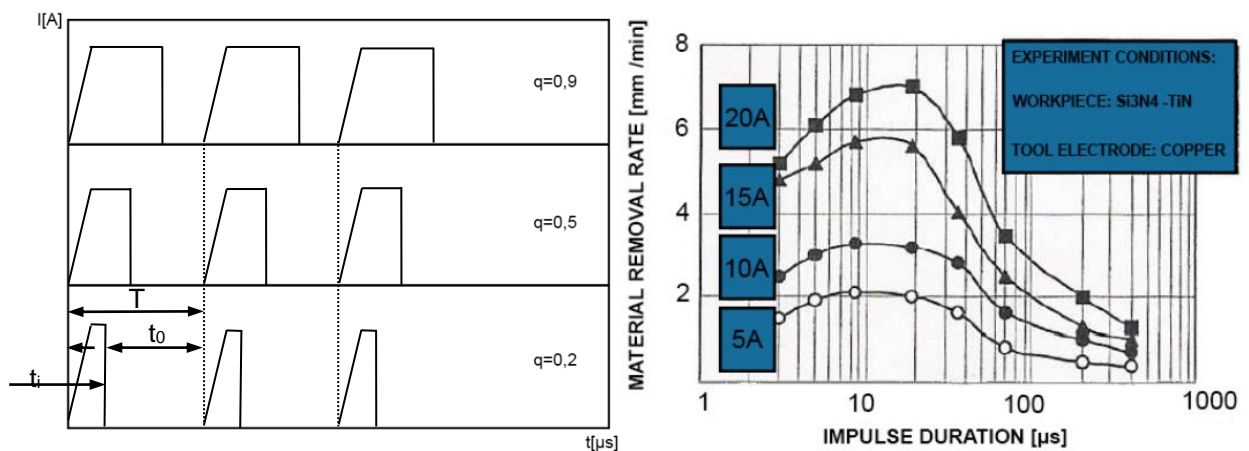 I[A]
q=0,9
q=0,5
T
t0
q=0,2
ti
t[µs]
MATERIAL REMOVAL RATE [mm /min]
8
6
4
2
20A
15A
10A
5A
EXPERIMENT CONDITIONS:
WORKPIECE: Si3N4 -TiN
TOOL ELECTRODE: COPPER
1
10
100
1000
IMPULSE DURATION [µs]